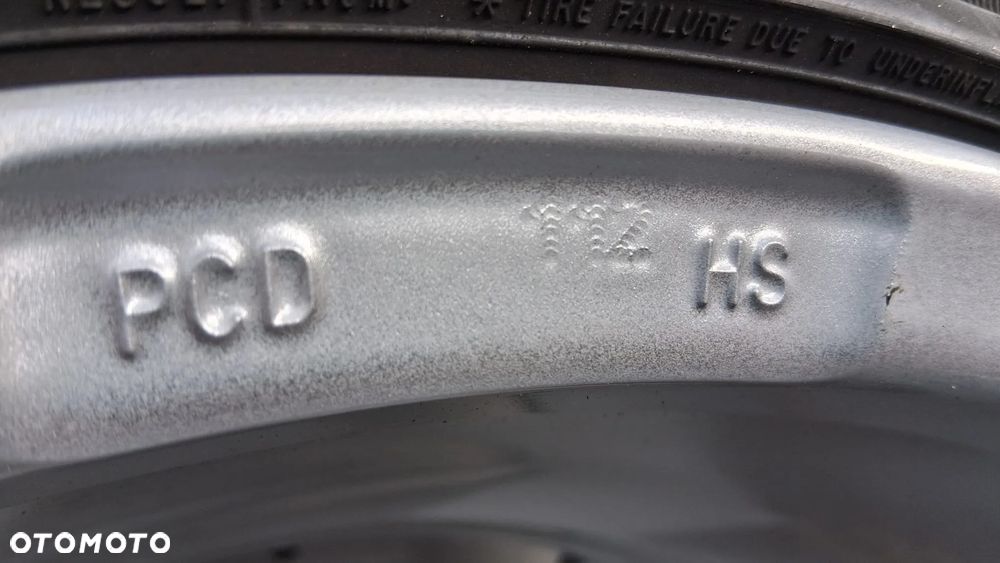 * TIRE FAILURE DUE TO UNDERINFL
PCD 112 HS
OTOMOTO